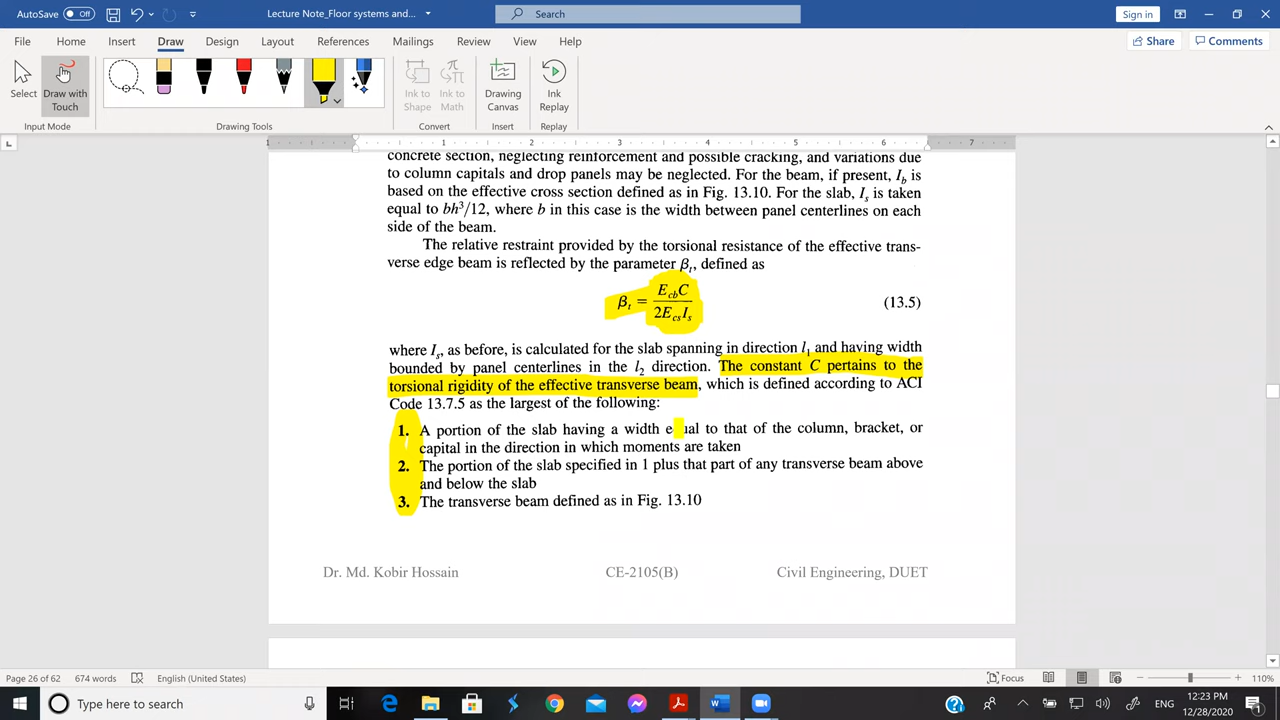 AutoSave Off Lecture Note_Floor systems and... Search Sign in
File Home Insert Draw Design Layout References Mailings Review View Help Share Comments
Select Draw with Touch Ink to Shape Ink to Math Drawing Canvas Ink Replay
Input Mode Drawing Tools Convert Insert Replay
1 1 2 3 4 5 6 7
concrete section, neglecting reinforcement and possible cracking, and variations due
to column capitals and drop panels may be neglected. For the beam, if present, I_b is
based on the effective cross section defined as in Fig. 13.10. For the slab, I_s is taken
equal to bh³/12, where b in this case is the width between panel centerlines on each
side of the beam.
The relative restraint provided by the torsional resistance of the effective trans-
verse edge beam is reflected by the parameter β_t, defined as
β_t = E_cb C / 2E_cs I_s (13.5)
where I_s, as before, is calculated for the slab spanning in direction l_1 and having width
bounded by panel centerlines in the l_2 direction. The constant C pertains to the
torsional rigidity of the effective transverse beam, which is defined according to ACI
Code 13.7.5 as the largest of the following:
1. A portion of the slab having a width e ual to that of the column, bracket, or
capital in the direction in which moments are taken
2. The portion of the slab specified in 1 plus that part of any transverse beam above
and below the slab
3. The transverse beam defined as in Fig. 13.10
Dr. Md. Kobir Hossain CE-2105(B) Civil Engineering, DUET
Page 26 of 62 674 words English (United States) Focus 110%
Type here to search ENG 12:23 PM
12/28/2020